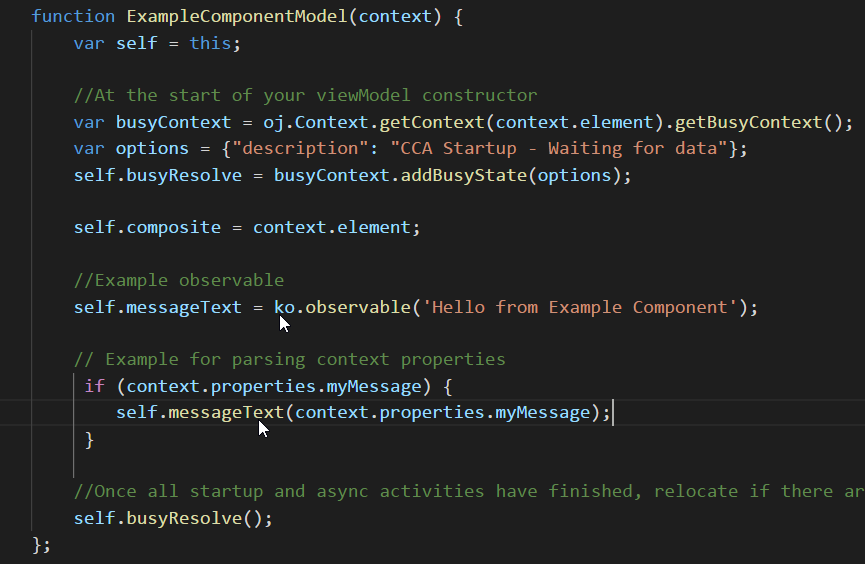 function ExampleComponentModel(context) {
    var self = this;

    //At the start of your viewModel constructor
    var busyContext = oj.Context.getContext(context.element).getBusyContext();
    var options = {"description": "CCA Startup - Waiting for data"};
    self.busyResolve = busyContext.addBusyState(options);

    self.composite = context.element;

    //Example observable
    self.messageText = ko.observable('Hello from Example Component');

    // Example for parsing context properties
     if (context.properties.myMessage) {
        self.messageText(context.properties.myMessage);
     }

    //Once all startup and async activities have finished, relocate if there
    self.busyResolve();
};